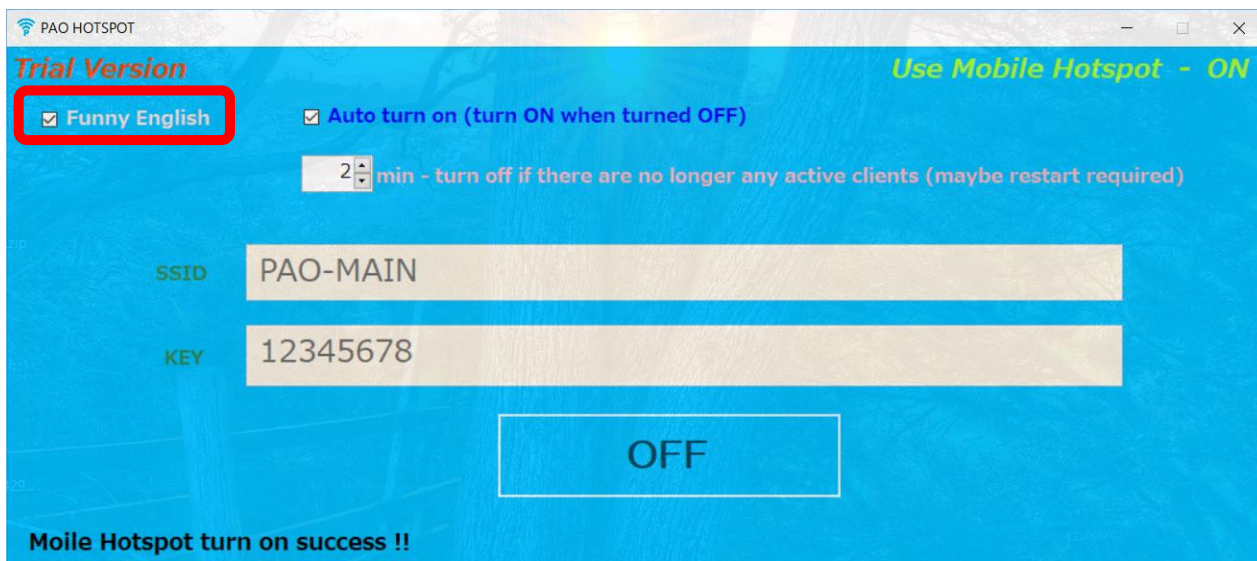 PAO HOTSPOT
Trial Version
Use Mobile Hotspot - ON
Funny English
Auto turn on (turn ON when turned OFF)
2 min - turn off if there are no longer any active clients (maybe restart required)
zip
SSID PAO-MAIN
KEY 12345678
OFF
Moile Hotspot turn on success !!